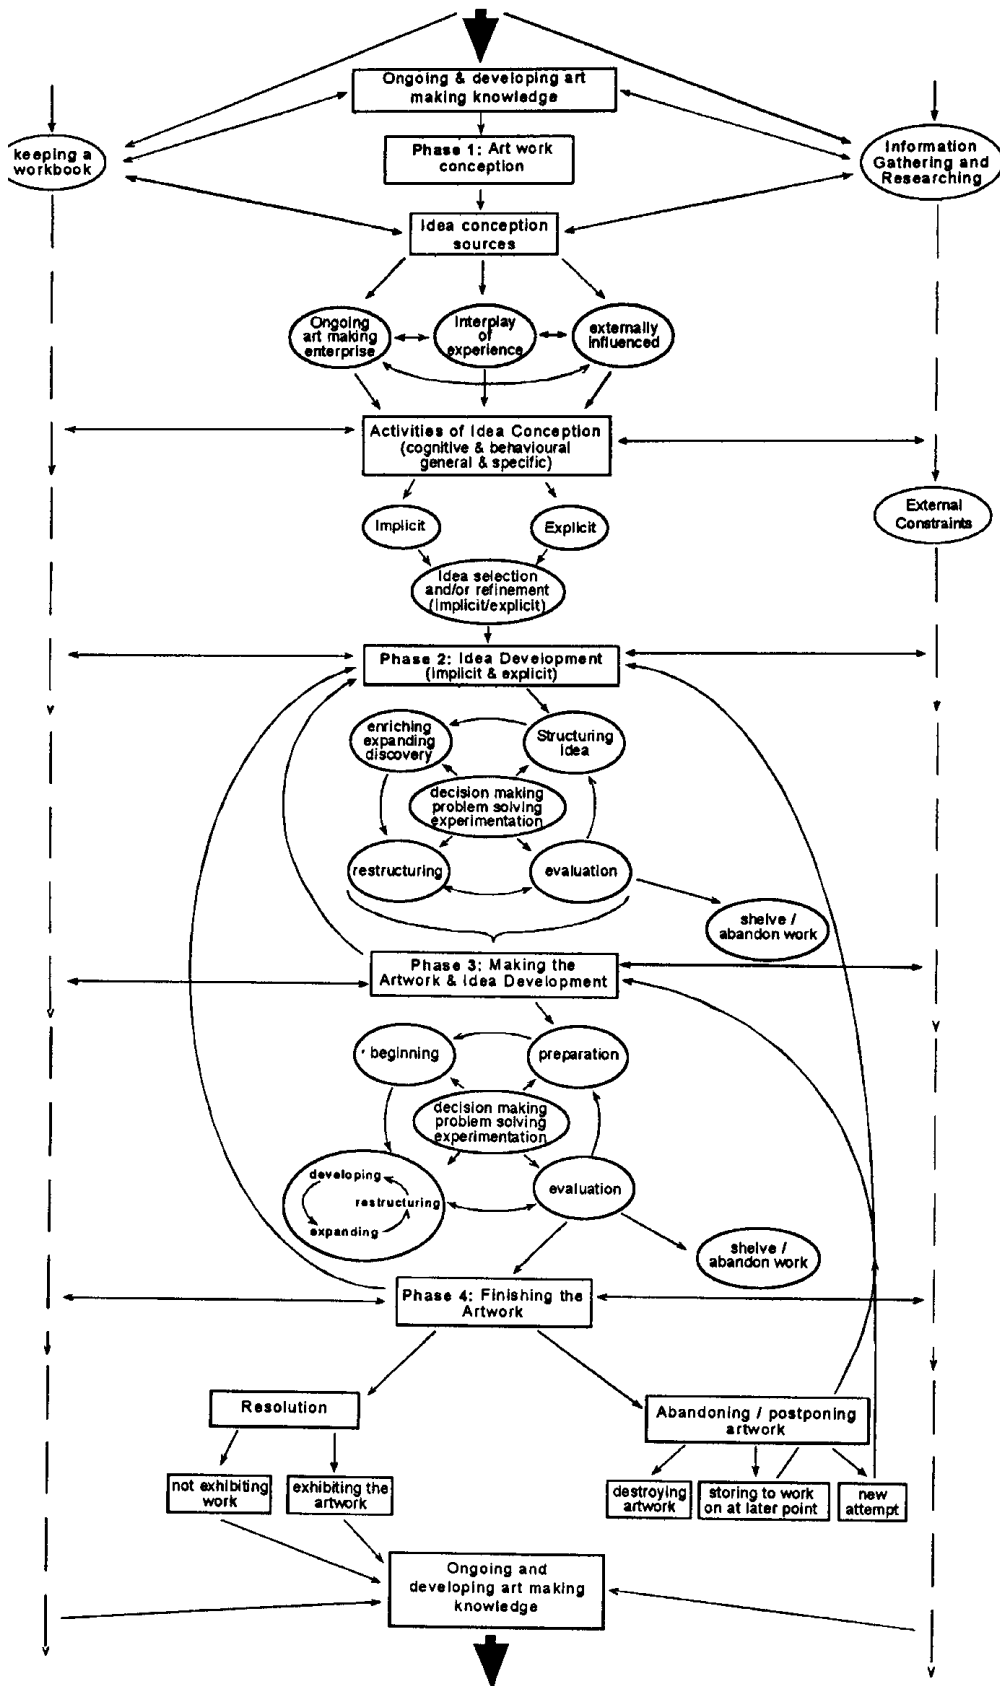 Ongoing & developing art
making knowledge
keeping a
workbook
Phase 1: Art work
conception
Information
Gathering and
Researching
Idea conception
sources
Ongoing
art making
enterprise
Interplay
of
experience
externally
influenced
Activities of Idea Conception
(cognitive & behavioural
general & specific)
Implicit
Explicit
External
Constraints
Idea selection
and/or refinement
(implicit/explicit)
Phase 2: Idea Development
(implicit & explicit)
enriching
expanding
discovery
Structuring
idea
decision making
problem solving
experimentation
restructuring
evaluation
shelve /
abandon work
Phase 3: Making the
Artwork & Idea Development
beginning
preparation
decision making
problem solving
experimentation
developing
restructuring
expanding
evaluation
shelve /
abandon work
Phase 4: Finishing the
Artwork
Resolution
Abandoning / postponing
artwork
not exhibiting
work
exhibiting the
artwork
destroying
artwork
storing to work
on at later point
new
attempt
Ongoing and
developing art making
knowledge